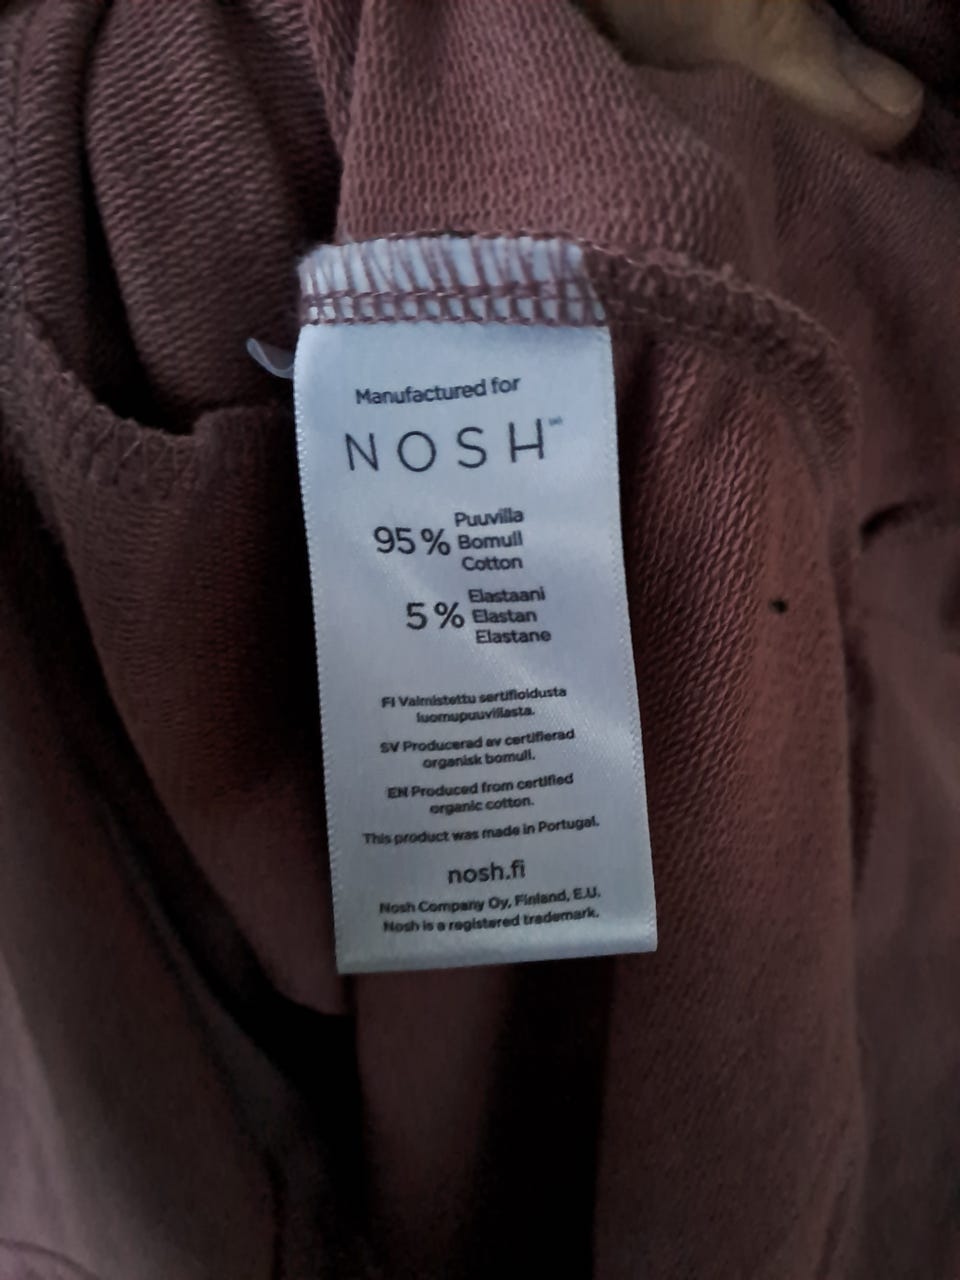 Manufactured for
NOSH
95% Puuvilla
Bomull
Cotton
5% Elastaani
Elastan
Elastane
FI Valmistettu sertifioidusta
luomupuuvillasta.
SV Producerad av certifierad
organisk bomull.
EN Produced from certified
organic cotton.
This product was made in Portugal.
nosh.fi
Nosh Company Oy, Finland, E.U.
Nosh is a registered trademark.